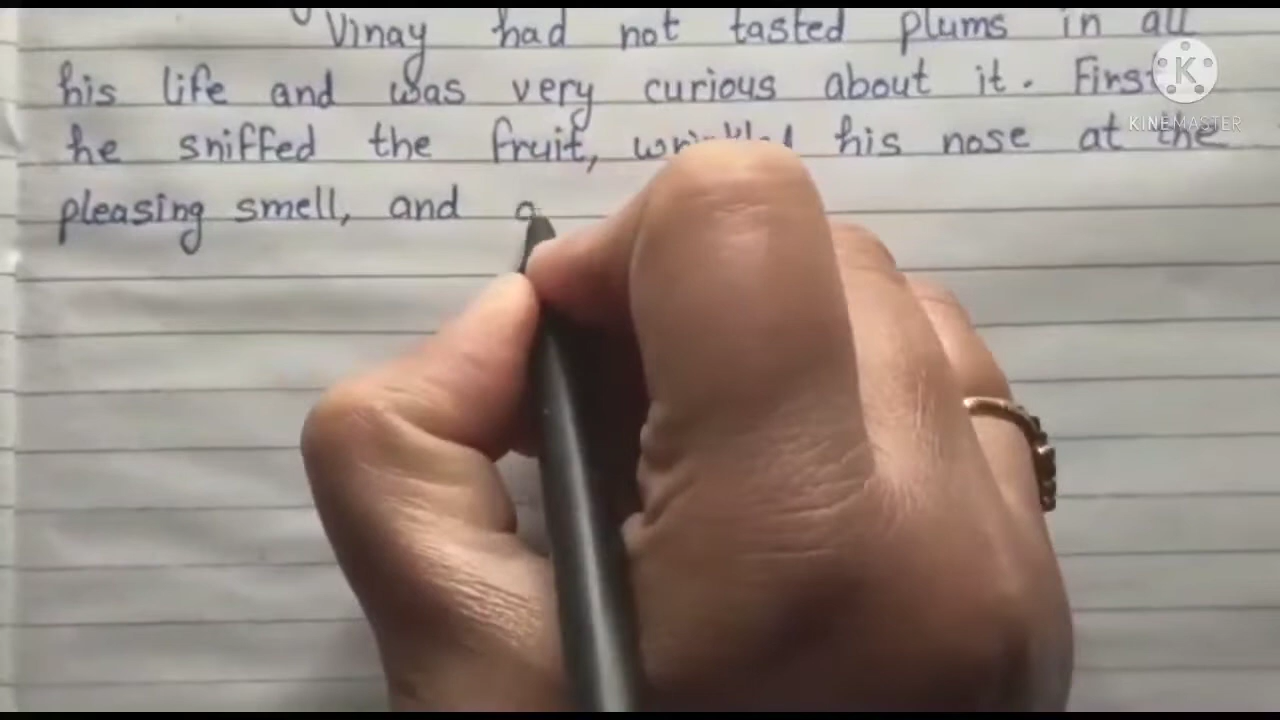 Vinay had not tasted plums in all
his life and was very curious about it. First
he sniffed the fruit, wrinkled his nose at the
pleasing smell, and
KINEMASTER